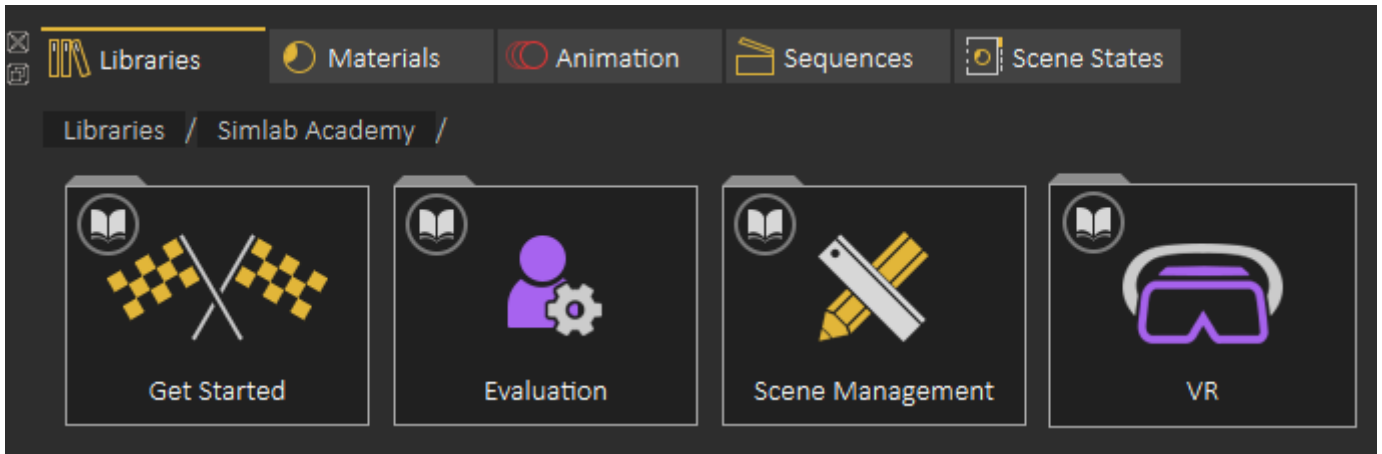 Libraries Materials Animation Sequences Scene States
Libraries / Simlab Academy /
Get Started Evaluation Scene Management VR